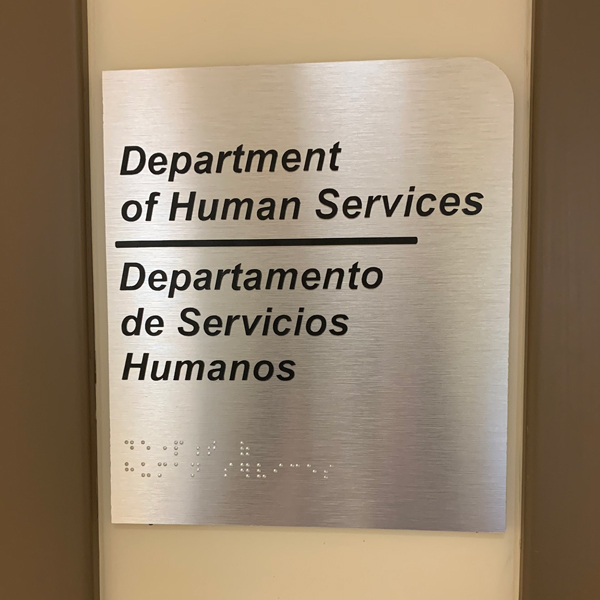 Department
of Human Services
Departamento
de Servicios
Humanos